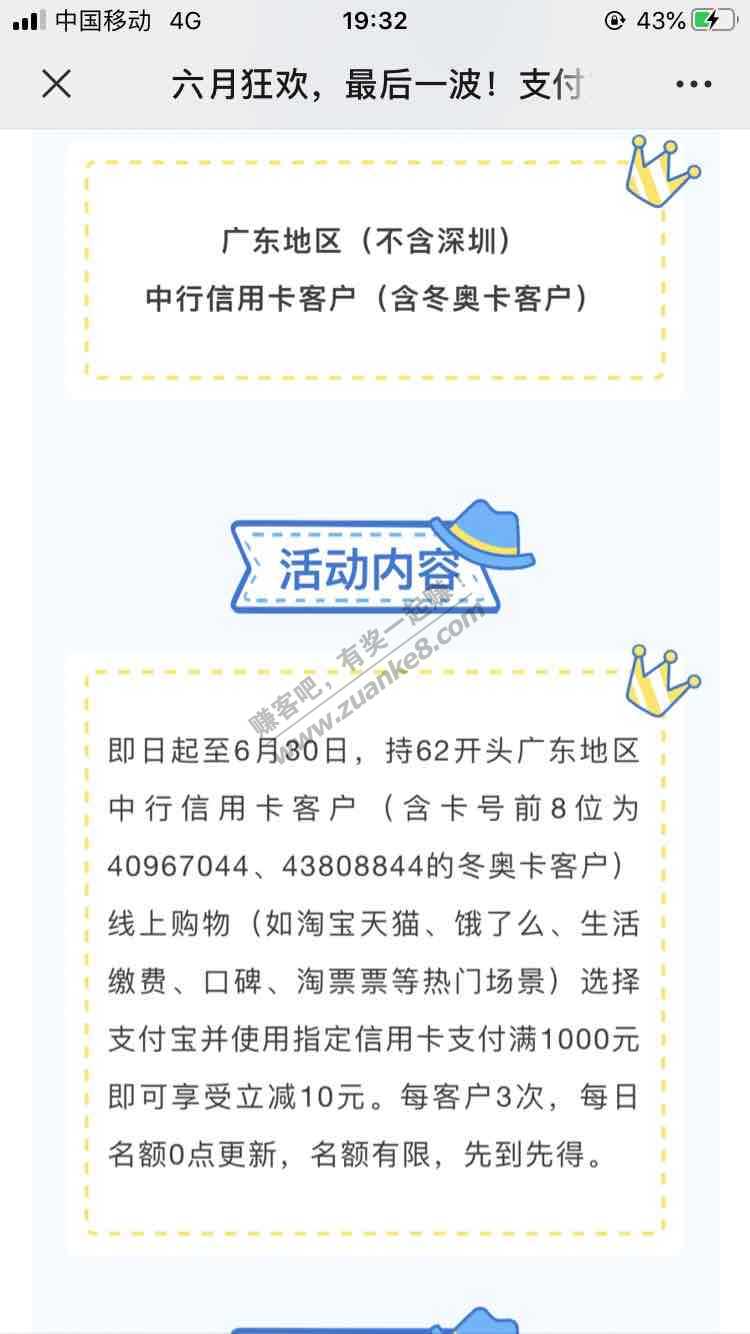 中国移动 4G 19:32 43%
六月狂欢，最后一波！支付
广东地区（不含深圳）
中行信用卡客户（含冬奥卡客户）
活动内容
赚客吧，有奖一起赚！
www.zuanke8.com
即日起至6月30日，持62开头广东地区
中行信用卡客户（含卡号前8位为
40967044、43808844的冬奥卡客户）
线上购物（如淘宝天猫、饿了么、生活
缴费、口碑、淘票票等热门场景）选择
支付宝并使用指定信用卡支付满1000元
即可享受立减10元。每客户3次，每日
名额0点更新，名额有限，先到先得。